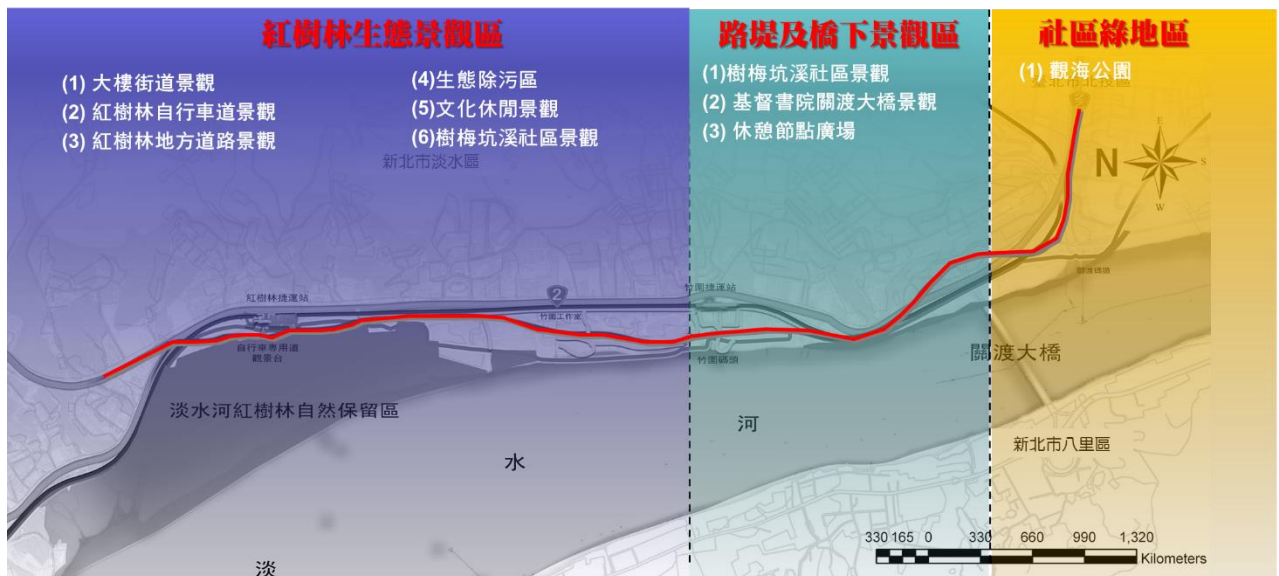 紅樹林生態景觀區
(1) 大樓街道景觀
(2) 紅樹林自行車道景觀
(3) 紅樹林地方道路景觀
(4)生態除污區
(5)文化休閒景觀
(6)樹梅坑溪社區景觀
路堤及橋下景觀區
(1)樹梅坑溪社區景觀
(2) 基督書院關渡大橋景觀
(3) 休憩節點廣場
社區綠地區
(1) 觀海公園
臺北市北投區
2
新北市淡水區
N
E
S
W
紅樹林捷運站
2
竹圍工作室
竹圍捷運站
關渡碼頭
自行車專用道
觀景台
竹圍碼頭
關渡大橋
淡水河紅樹林自然保留區
河
新北市八里區
水
淡
330 165 0 330 660 990 1,320
Kilometers